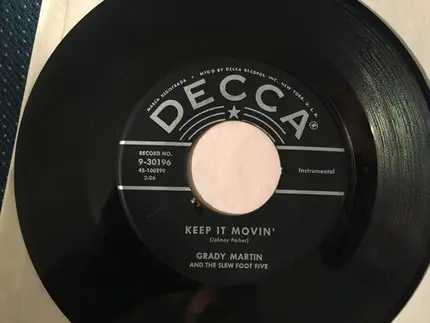 MARCA REGISTRADA • MFR'D BY DECCA RECORDS, INC., NEW YORK, U.S.A.
DECCA®
RECORD NO.
9-30196
45-100299
2:06
Instrumental
KEEP IT MOVIN'
(Johnny Parker)
GRADY MARTIN
AND THE SLEW FOOT FIVE